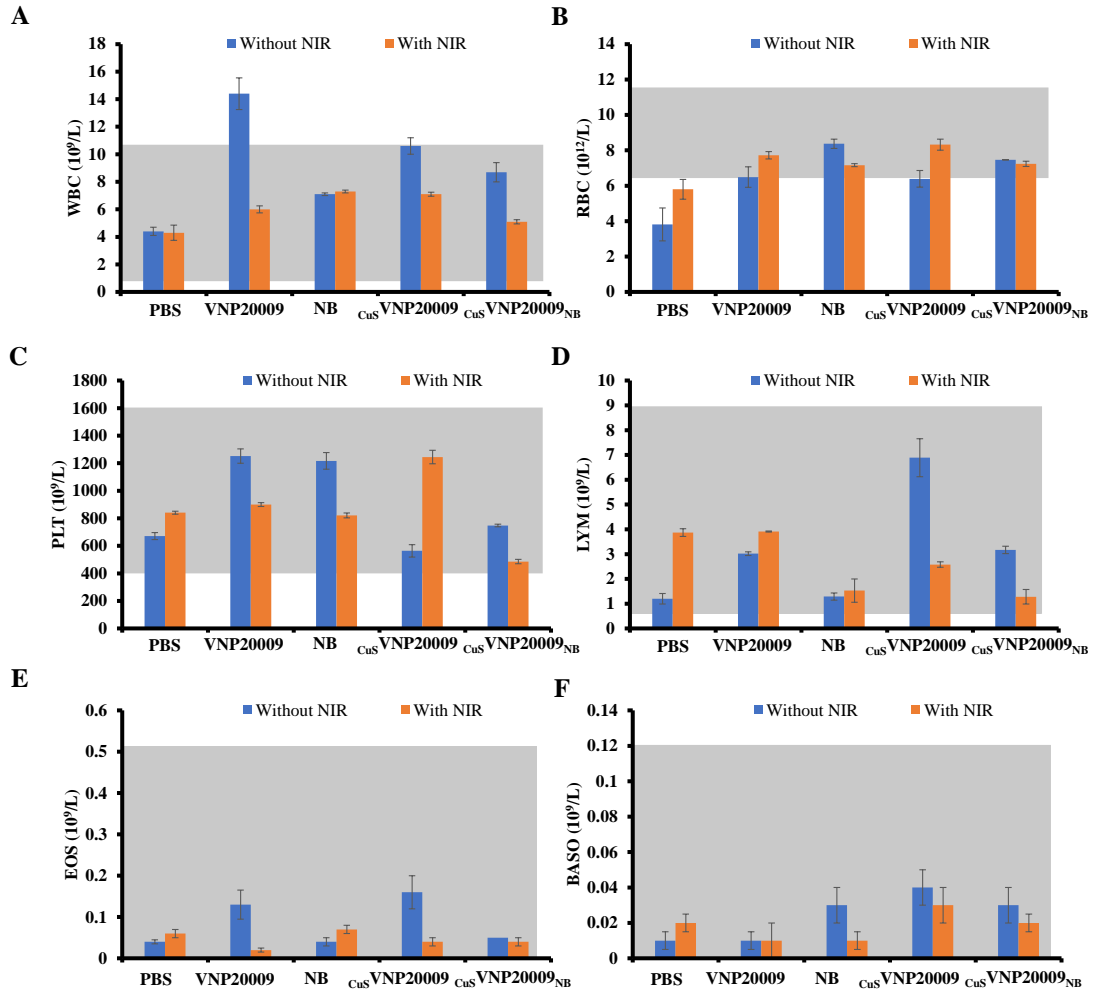 A
Without NIR With NIR
WBC (10⁹/L)
18
16
14
12
10
8
6
4
2
0
PBS VNP20009 NB CuSVNP20009 CuSVNP20009NB
B
Without NIR With NIR
RBC (10¹²/L)
14
12
10
8
6
4
2
0
PBS VNP20009 NB CuSVNP20009 CuSVNP20009NB
C
Without NIR With NIR
PLT (10⁹/L)
1800
1600
1400
1200
1000
800
600
400
200
0
PBS VNP20009 NB CuSVNP20009 CuSVNP20009NB
D
Without NIR With NIR
LYM (10⁹/L)
10
9
8
7
6
5
4
3
2
1
0
PBS VNP20009 NB CuSVNP20009 CuSVNP20009NB
E
Without NIR With NIR
EOS (10⁹/L)
0.6
0.5
0.4
0.3
0.2
0.1
0
PBS VNP20009 NB CuSVNP20009 CuSVNP20009NB
F
Without NIR With NIR
BASO (10⁹/L)
0.14
0.12
0.1
0.08
0.06
0.04
0.02
0
PBS VNP20009 NB CuSVNP20009 CuSVNP20009NB